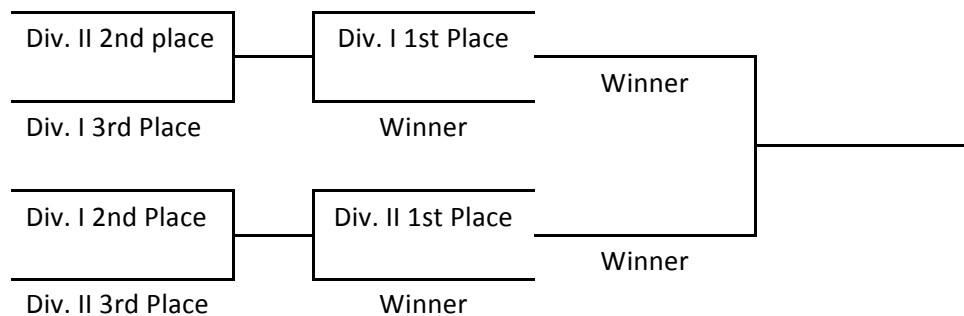 Div. II 2nd place
Div. I 1st Place
Winner
Div. I 3rd Place
Winner
Div. I 2nd Place
Div. II 1st Place
Winner
Div. II 3rd Place
Winner